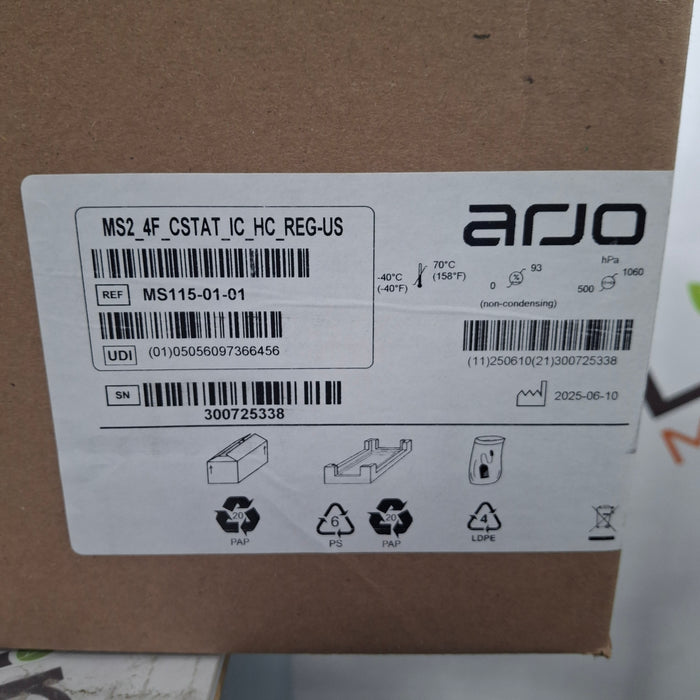 MS2_4F_CSTAT_IC_HC_REG-US
REF MS115-01-01
UDI (01)05056097366456
SN
300725338
arjo
-40°C
(-40°F)
70°C
(158°F)
0 % 93
(non-condensing)
hPa
500 1060
(11)250610(21)300725338
2025-06-10
20
PAP
6
PS
20
PAP
4
LDPE